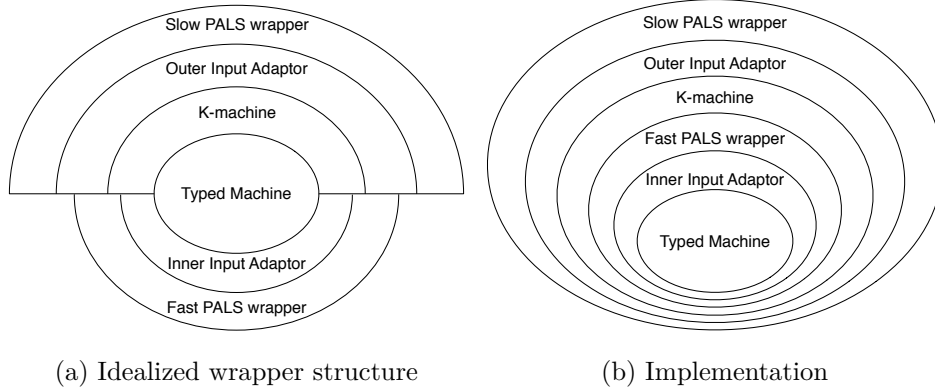 Slow PALS wrapper
Outer Input Adaptor
K-machine
Typed Machine
Inner Input Adaptor
Fast PALS wrapper
(a) Idealized wrapper structure
Slow PALS wrapper
Outer Input Adaptor
K-machine
Fast PALS wrapper
Inner Input Adaptor
Typed Machine
(b) Implementation